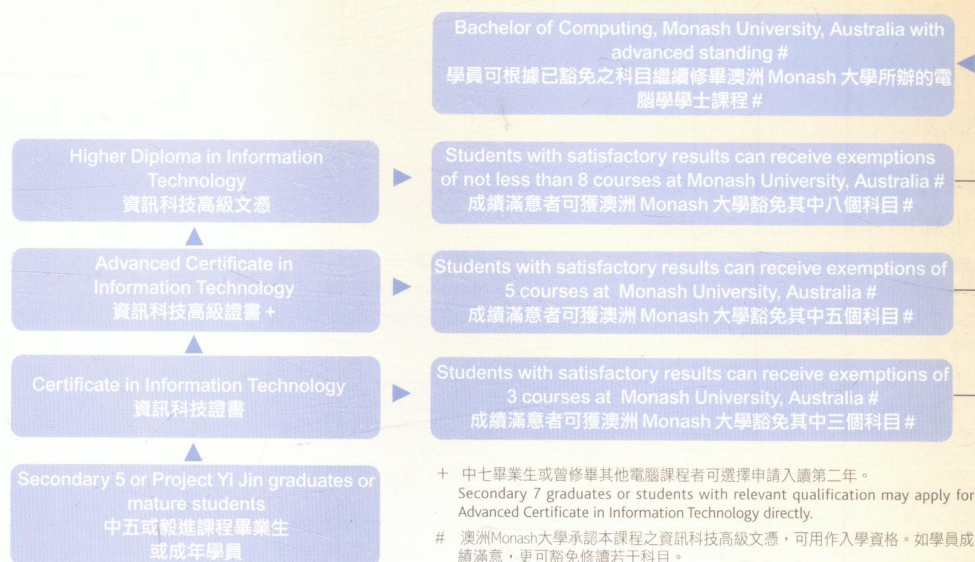 Bachelor of Computing, Monash University, Australia with
advanced standing #
學員可根據已豁免之科目繼續修畢澳洲 Monash 大學所辦的電
腦學學士課程 #
Higher Diploma in Information
Technology
資訊科技高級文憑
Students with satisfactory results can receive exemptions
of not less than 8 courses at Monash University, Australia #
成績滿意者可獲澳洲 Monash 大學豁免其中八個科目 #
Advanced Certificate in
Information Technology
資訊科技高級證書 +
Students with satisfactory results can receive exemptions of
5 courses at Monash University, Australia #
成績滿意者可獲澳洲 Monash 大學豁免其中五個科目 #
Certificate in Information Technology
資訊科技證書
Students with satisfactory results can receive exemptions of
3 courses at Monash University, Australia #
成績滿意者可獲澳洲 Monash 大學豁免其中三個科目 #
Secondary 5 or Project Yi Jin graduates or
mature students
中五或毅進課程畢業生
或成年學員
+ 中七畢業生或曾修畢其他電腦課程者可選擇申請入讀第二年。
Secondary 7 graduates or students with relevant qualification may apply for
Advanced Certificate in Information Technology directly.
# 澳洲Monash大學承認本課程之資訊科技高級文憑，可用作入學資格。如學員成
績滿意，更可豁免修讀若干科目。